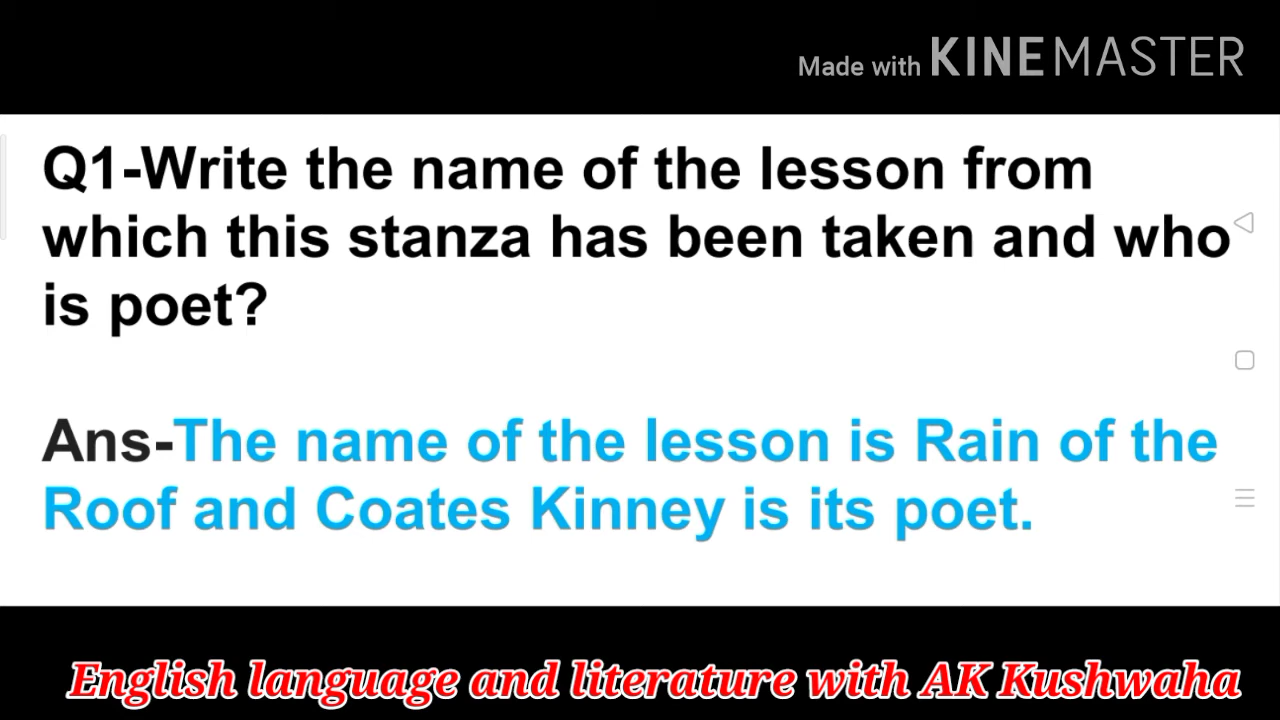 Made with KINEMASTER
Q1-Write the name of the lesson from
which this stanza has been taken and who
is poet?
Ans-The name of the lesson is Rain of the
Roof and Coates Kinney is its poet.
English language and literature with AK Kushwaha